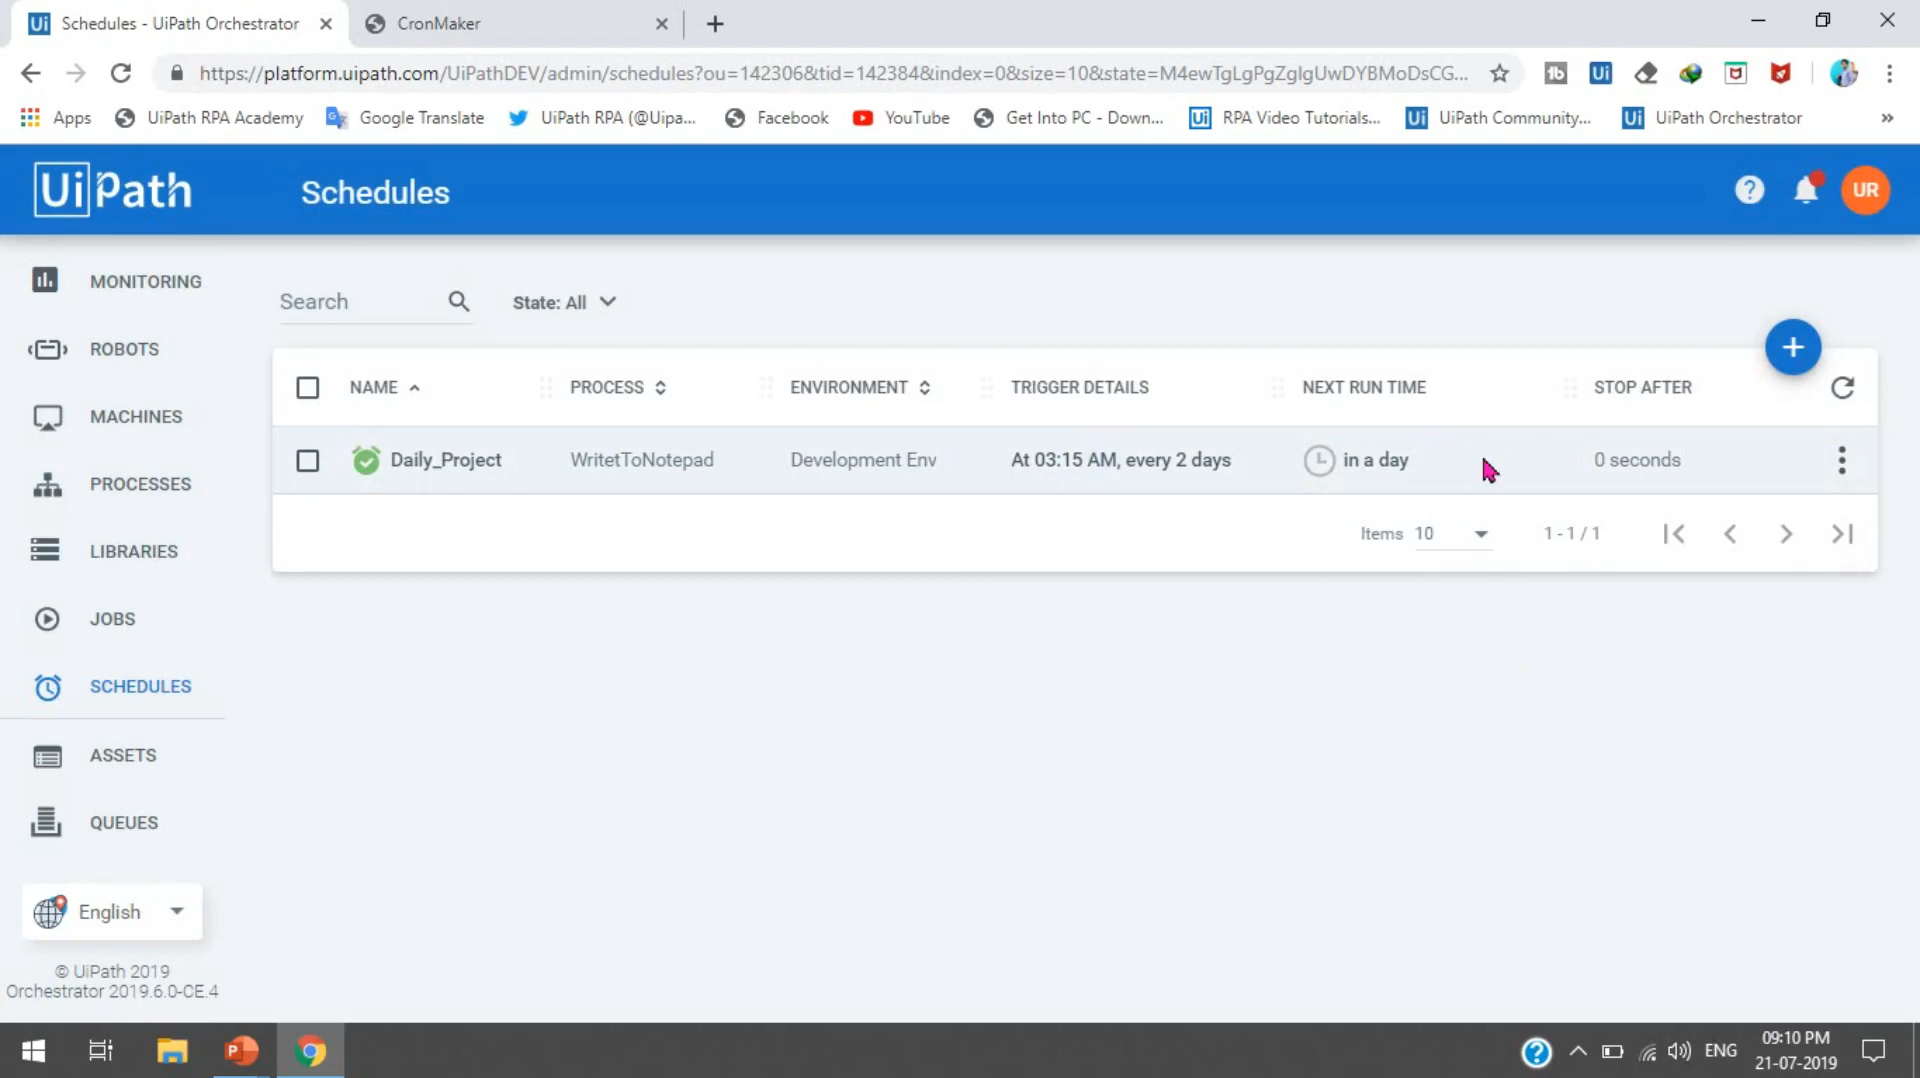 Schedules - UiPath Orchestrator
CronMaker
https://platform.uipath.com/UiPathDEV/admin/schedules?ou=142306&tid=142384&index=0&size=10&state=M4ewTgLgPgZglgUwDYBMoDsCG...
Apps
UiPath RPA Academy
Google Translate
UiPath RPA (@Uipa...
Facebook
YouTube
Get Into PC - Down...
RPA Video Tutorials...
UiPath Community...
UiPath Orchestrator
UiPath
Schedules
UR
MONITORING
ROBOTS
MACHINES
PROCESSES
LIBRARIES
JOBS
SCHEDULES
ASSETS
QUEUES
English
© UiPath 2019
Orchestrator 2019.6.0-CE.4
Search
State: All
NAME PROCESS ENVIRONMENT TRIGGER DETAILS NEXT RUN TIME STOP AFTER
Daily_Project WritetToNotepad Development Env At 03:15 AM, every 2 days in a day 0 seconds
Items 10 1 - 1 / 1
ENG
09:10 PM
21-07-2019